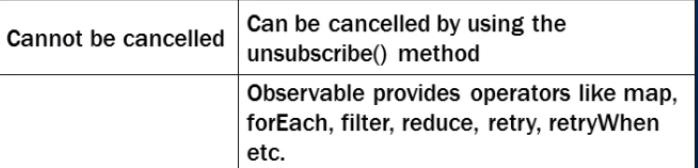 Cannot be cancelled
Can be cancelled by using the
unsubscribe() method
Observable provides operators like map,
forEach, filter, reduce, retry, retryWhen
etc.